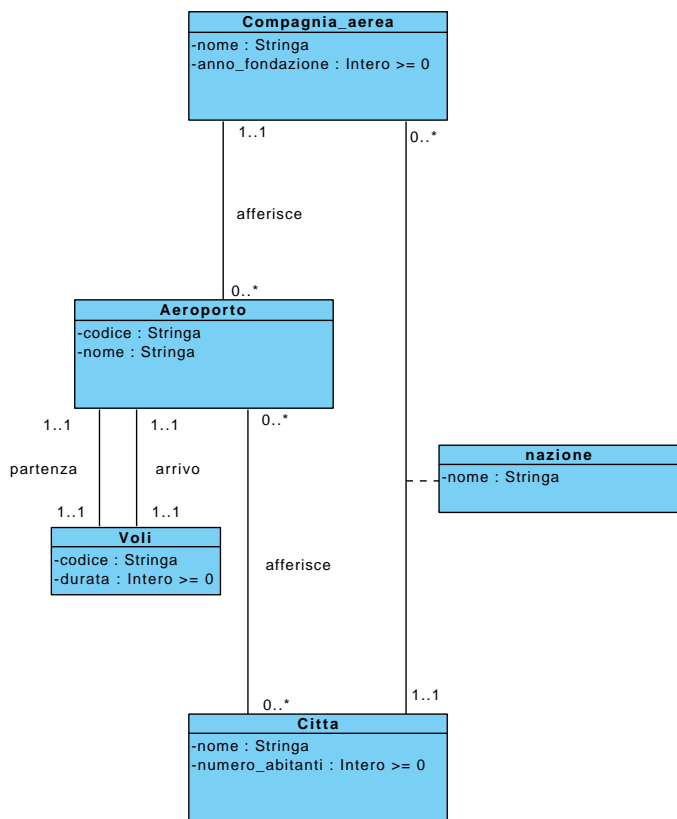 Compagnia_aerea
-nome : Stringa
-anno_fondazione : Intero >= 0
1..1
0..*
afferisce
0..*
Aeroporto
-codice : Stringa
-nome : Stringa
1..1
1..1
0..*
partenza
arrivo
nazione
-nome : Stringa
1..1
1..1
Voli
-codice : Stringa
-durata : Intero >= 0
afferisce
0..*
1..1
Citta
-nome : Stringa
-numero_abitanti : Intero >= 0